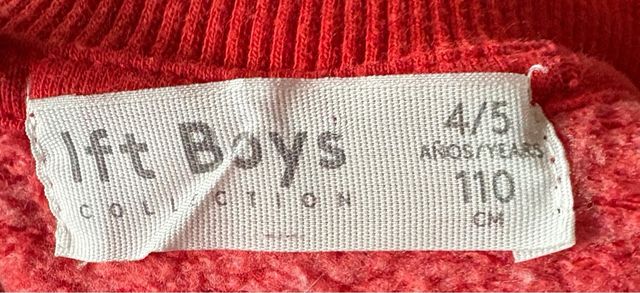 lft Boys
COLLECTION
4/5
AÑOS/YEARS
110
CM